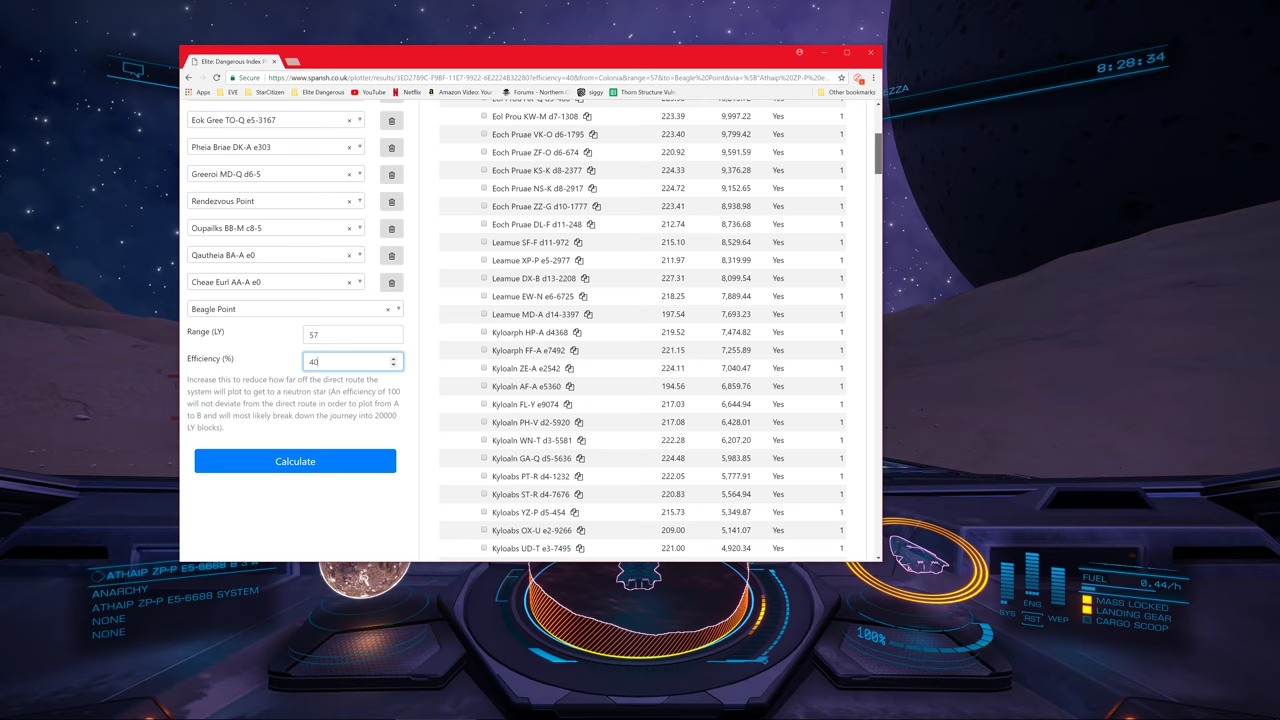 8:28:34
EZZA
Elite: Dangerous Index P
Secure | https://www.spansh.co.uk/plotter/results/3ED2789C-F9BF-11E7-9922-6E2224B32280?efficiency=40&from=Colonia&range=57&to=Beagle%20Point&via=%5B"Athaip%20ZP-P%20e...
Apps EVE StarCitizen Elite Dangerous YouTube Netflix Amazon Video: You Forums - Northern C siggy Thorn Structure Vuln Other bookmarks
Eok Gree TO-Q e5-3167 ×
Pheia Briae DK-A e303 ×
Greeroi MD-Q d6-5 ×
Rendezvous Point ×
Oupailks BB-M c8-5 ×
Qautheia BA-A e0 ×
Cheae Eurl AA-A e0 ×
Beagle Point ×
Range (LY) 57
Efficiency (%) 40
Increase this to reduce how far off the direct route the
system will plot to get to a neutron star (An efficiency of 100
will not deviate from the direct route in order to plot from A
to B and will most likely break down the journey into 20000
LY blocks).
Calculate
Eol Prou KW-M d7-1308 223.39 9,997.22 Yes 1
Eoch Pruae VK-O d6-1795 223.40 9,799.42 Yes 1
Eoch Pruae ZF-O d6-674 220.92 9,591.59 Yes 1
Eoch Pruae KS-K d8-2377 224.33 9,376.28 Yes 1
Eoch Pruae NS-K d8-2917 224.72 9,152.65 Yes 1
Eoch Pruae ZZ-G d10-1777 223.41 8,938.98 Yes 1
Eoch Pruae DL-F d11-248 212.74 8,736.68 Yes 1
Leamue SF-F d11-972 215.10 8,529.64 Yes 1
Leamue XP-P e5-2977 211.97 8,319.99 Yes 1
Leamue DX-B d13-2208 227.31 8,099.54 Yes 1
Leamue EW-N e6-6725 218.25 7,889.44 Yes 1
Leamue MD-A d14-3397 197.54 7,693.23 Yes 1
Kyloarph HP-A d4368 219.52 7,474.82 Yes 1
Kyloarph FF-A e7492 221.15 7,255.89 Yes 1
Kyloaln ZE-A e2542 224.11 7,040.47 Yes 1
Kyloaln AF-A e5360 194.56 6,859.76 Yes 1
Kyloaln FL-Y e9074 217.03 6,644.94 Yes 1
Kyloaln PH-V d2-5920 217.08 6,428.01 Yes 1
Kyloaln WN-T d3-5581 222.28 6,207.20 Yes 1
Kyloaln GA-Q d5-5636 224.48 5,983.85 Yes 1
Kyloabs PT-R d4-1232 222.05 5,777.91 Yes 1
Kyloabs ST-R d4-7676 220.83 5,564.94 Yes 1
Kyloabs YZ-P d5-454 215.73 5,349.87 Yes 1
Kyloabs OX-U e2-9266 209.00 5,141.07 Yes 1
Kyloabs UD-T e3-7495 221.00 4,920.34 Yes 1
ATHAIP ZP-P E5-6688 B 3 A
ANARCHY
ATHAIP ZP-P E5-6688 SYSTEM
NONE
NONE
100%
SYS ENG WEP
RST
FUEL 0.44/h
MASS LOCKED
LANDING GEAR
CARGO SCOOP